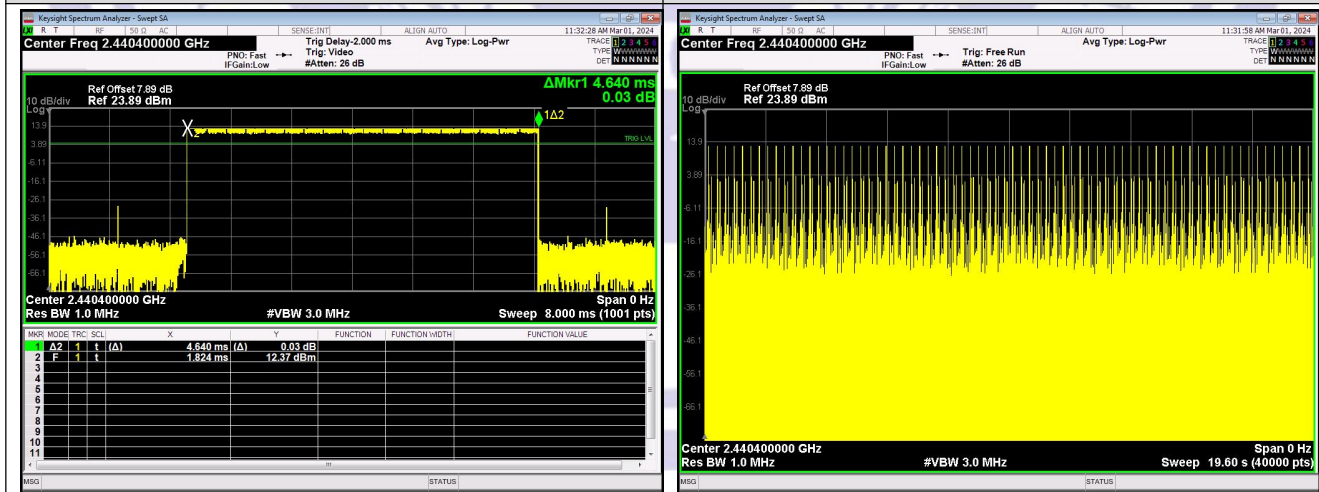 Keysight Spectrum Analyzer - Swept SA
LXI R T RF 50 Ω AC SENSE:INT ALIGN AUTO 11:32:28 AM Mar 01, 2024
Center Freq 2.440400000 GHz
PNO: Fast
IFGain:Low
Trig Delay-2.000 ms
Trig: Video
#Atten: 26 dB
Avg Type: Log-Pwr
TRACE 1 2 3 4 5 6
TYPE WWWWWW
DET N N N N N N
ΔMkr1 4.640 ms
0.03 dB
Ref Offset 7.89 dB
10 dB/div Ref 23.89 dBm
Log
1Δ2
13.9
X2
TRIG LVL
3.89
-6.11
-16.1
-26.1
-36.1
-46.1
-56.1
-66.1
Center 2.440400000 GHz Span 0 Hz
Res BW 1.0 MHz #VBW 3.0 MHz Sweep 8.000 ms (1001 pts)
MKR MODE TRC SCL X Y FUNCTION FUNCTION WIDTH FUNCTION VALUE
1 Δ2 1 t (Δ) 4.640 ms (Δ) 0.03 dB
2 F 1 t 1.824 ms 12.37 dBm
3
4
5
6
7
8
9
10
11
MSG STATUS
Keysight Spectrum Analyzer - Swept SA
LXI R T RF 50 Ω AC SENSE:INT ALIGN AUTO 11:31:58 AM Mar 01, 2024
Center Freq 2.440400000 GHz
PNO: Fast
IFGain:Low
Trig: Free Run
#Atten: 26 dB
Avg Type: Log-Pwr
TRACE 1 2 3 4 5 6
TYPE WWWWWW
DET N N N N N N
Ref Offset 7.89 dB
10 dB/div Ref 23.89 dBm
Log
13.9
3.89
-6.11
-16.1
-26.1
-36.1
-46.1
-56.1
-66.1
Center 2.440400000 GHz Span 0 Hz
Res BW 1.0 MHz #VBW 3.0 MHz Sweep 19.60 s (40000 pts)
MSG STATUS